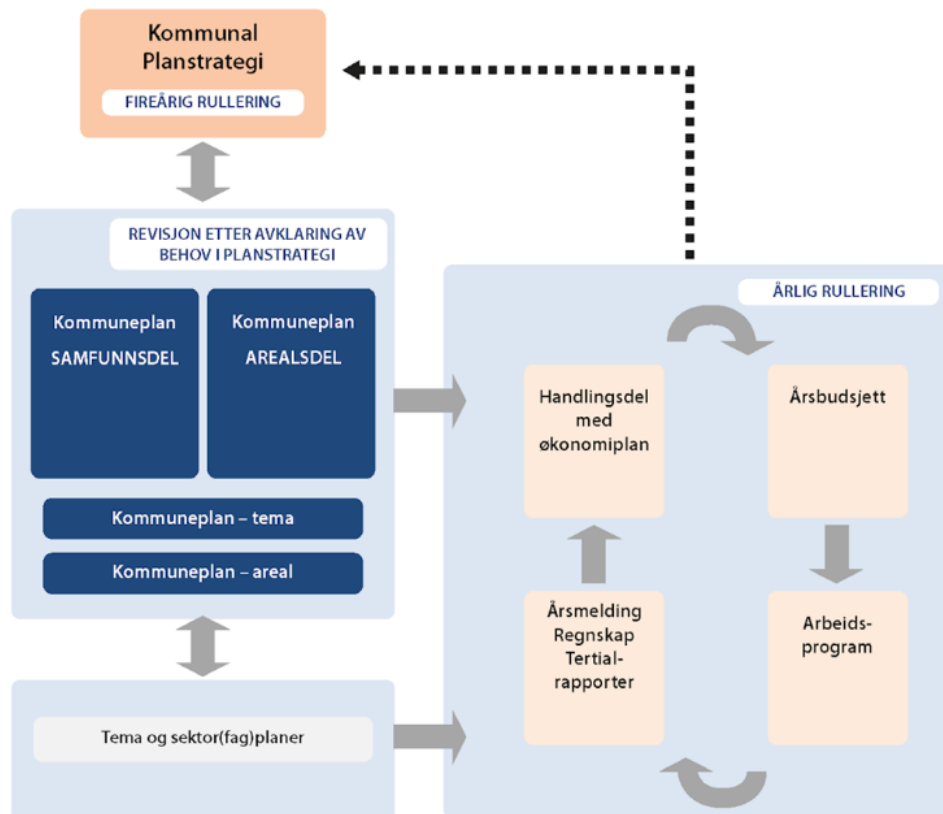 Kommunal
Planstrategi
FIREÅRIG RULLERING
REVISJON ETTER AVKLARING AV
BEHOV I PLANSTRATEGI
Kommuneplan
SAMFUNNSDEL
Kommuneplan
AREALSDEL
Kommuneplan – tema
Kommuneplan – areal
Tema og sektor(fag)planer
ÅRLIG RULLERING
Handlingsdel
med
økonomiplan
Årsbudsjett
Årsmelding
Regnskap
Tertial-
rapporter
Arbeids-
program